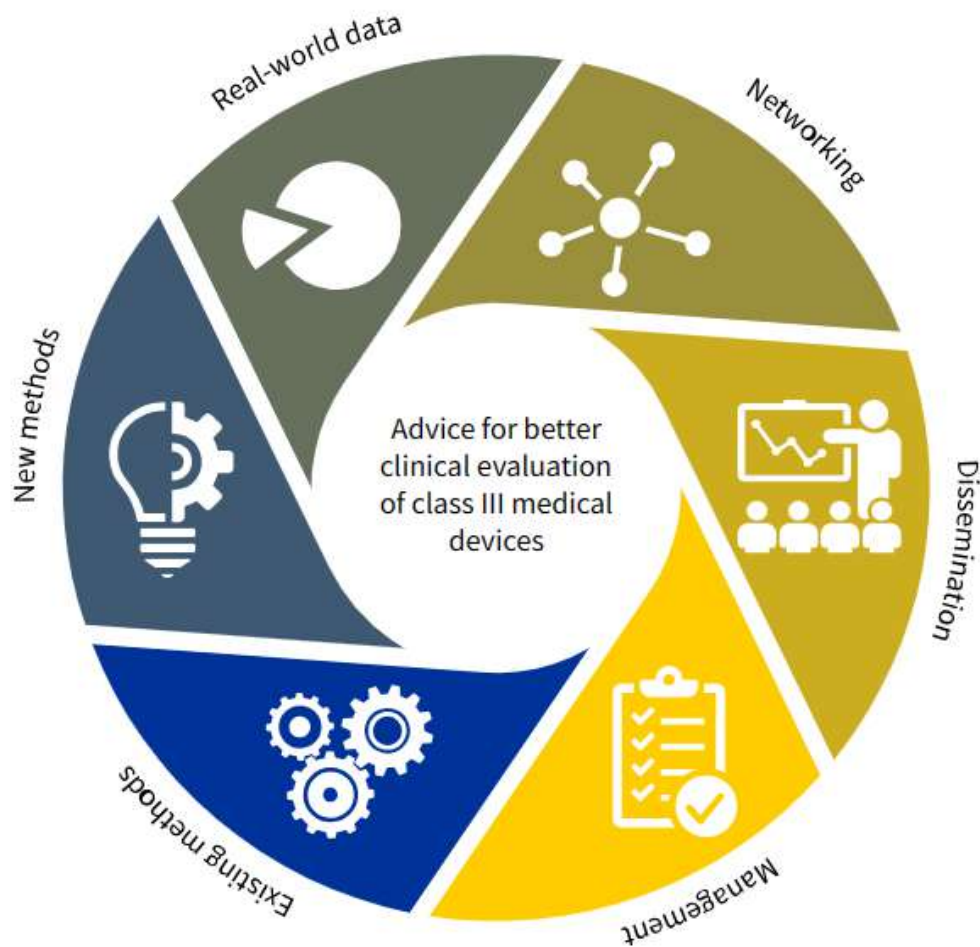 Real-world data
Networking
Dissemination
Management
Existing methods
New methods
Advice for better
clinical evaluation
of class III medical
devices